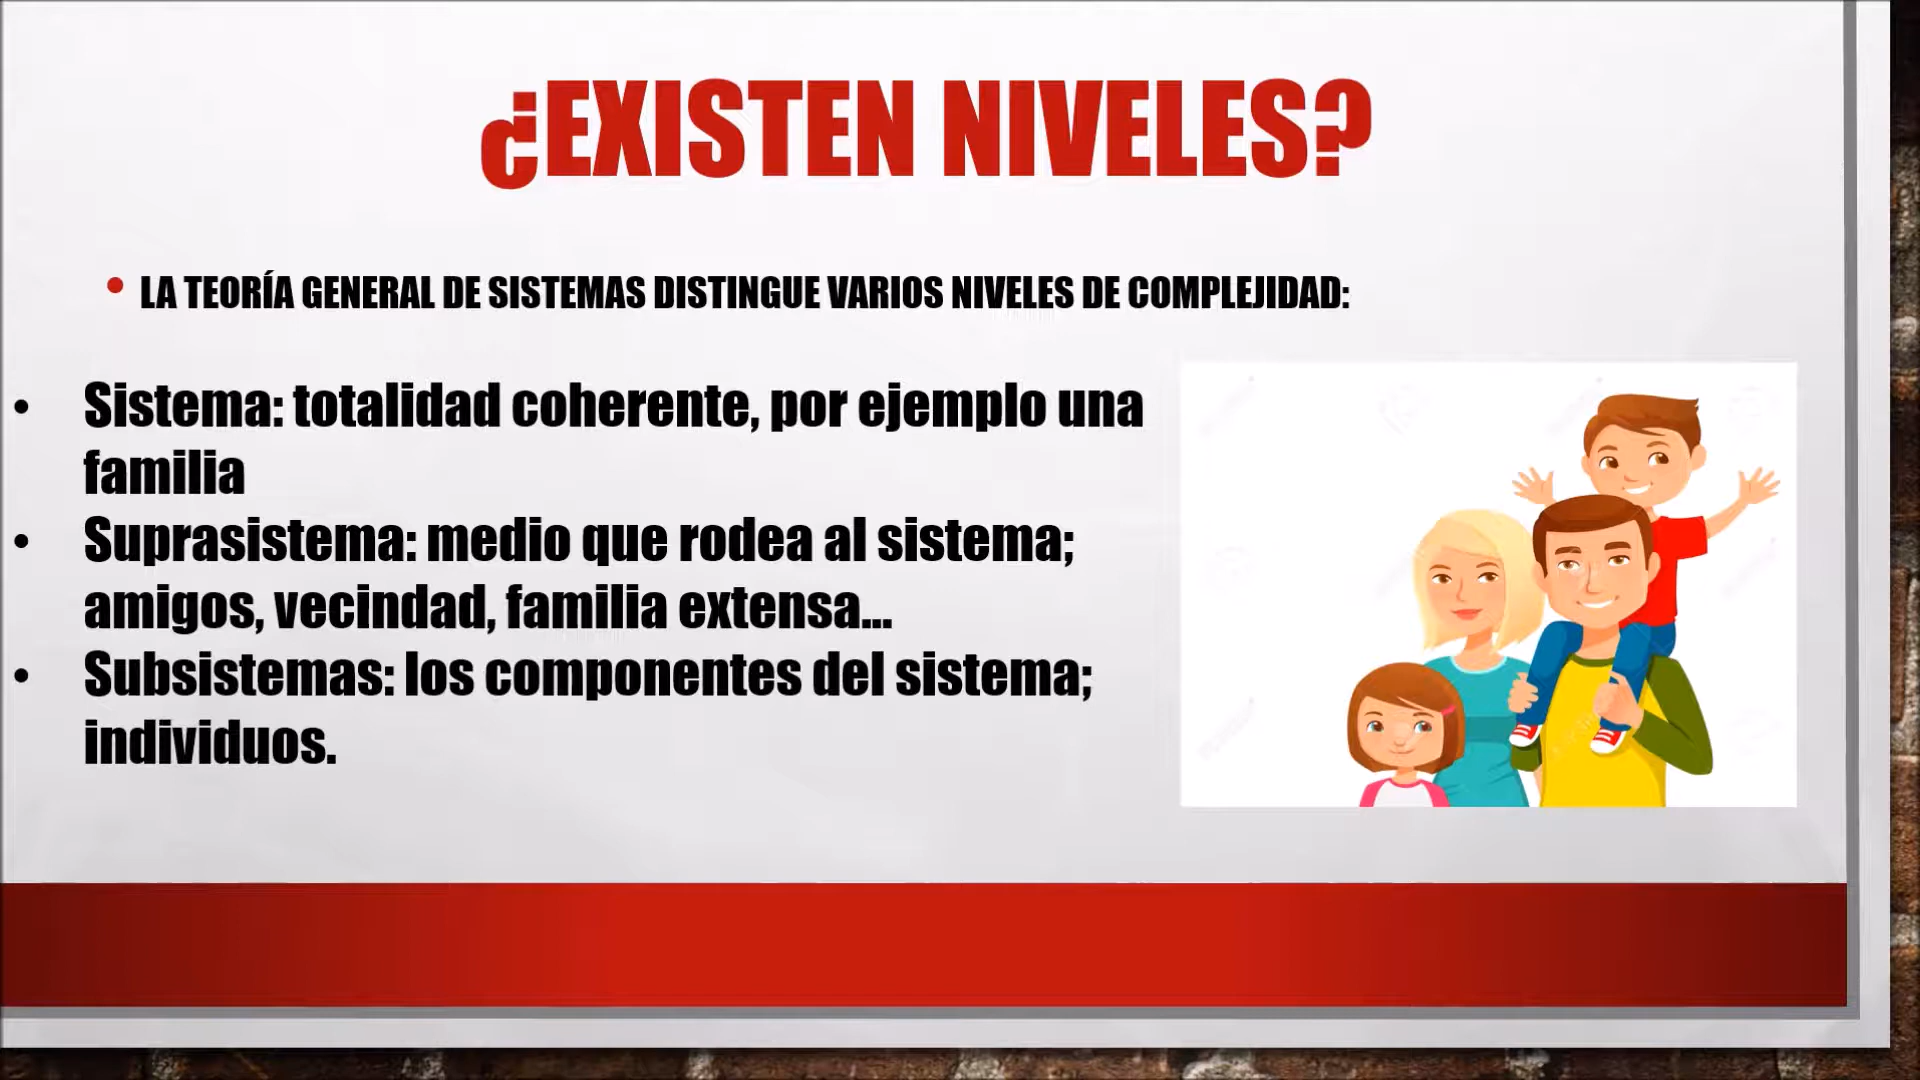 ¿EXISTEN NIVELES?
• LA TEORÍA GENERAL DE SISTEMAS DISTINGUE VARIOS NIVELES DE COMPLEJIDAD:
• Sistema: totalidad coherente, por ejemplo una
familia
• Suprasistema: medio que rodea al sistema;
amigos, vecindad, familia extensa...
• Subsistemas: los componentes del sistema;
individuos.